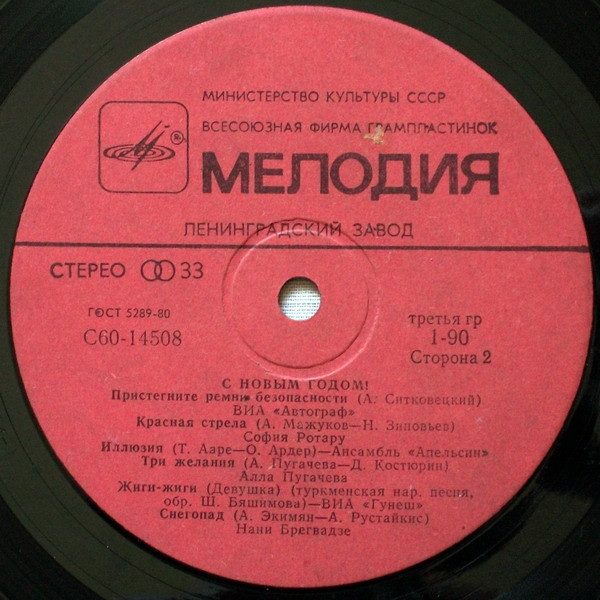 МИНИСТЕРСТВО КУЛЬТУРЫ СССР
ВСЕСОЮЗНАЯ ФИРМА ГРАМПЛАСТИНОК
®
МЕЛОДИЯ
ЛЕНИНГРАДСКИЙ ЗАВОД
СТЕРЕО 33
ГОСТ 5289-80
С60-14508
третья гр
1-90
Сторона 2
С НОВЫМ ГОДОМ!
Пристегните ремни безопасности (А. Ситковецкий)
ВИА «Автограф»
Красная стрела (А. Мажуков—Н. Зиновьев)
София Ротару
Иллюзия (Т. Ааре—О. Ардер)—Ансамбль «Апельсин»
Три желания (А. Пугачева—Д. Костюрин)
Алла Пугачева
Жиги-жиги (Девушка) (туркменская нар. песня,
обр. Ш. Бяшимова)—ВИА «Гунеш»
Снегопад (А. Экимян—А. Рустайкис)
Нани Брегвадзе